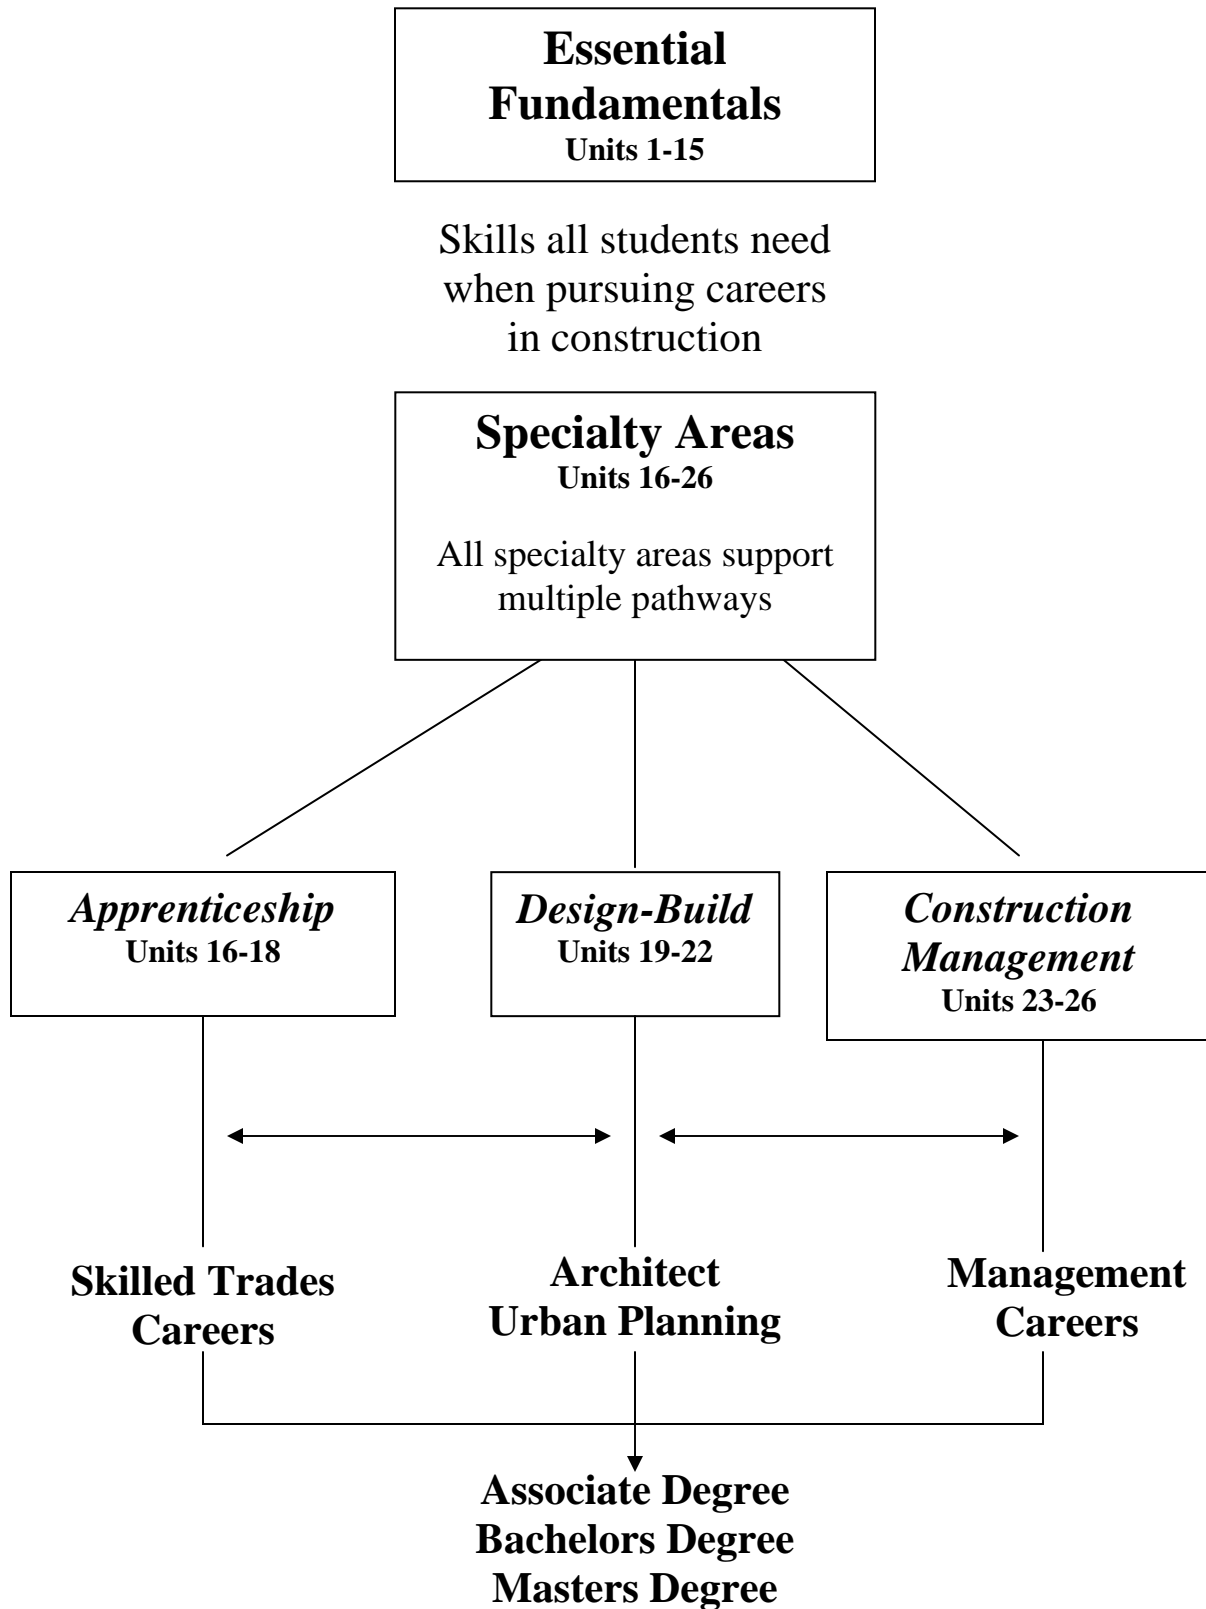 Essential
Fundamentals
Units 1-15
Skills all students need
when pursuing careers
in construction
Specialty Areas
Units 16-26
All specialty areas support
multiple pathways
Apprenticeship
Units 16-18
Design-Build
Units 19-22
Construction
Management
Units 23-26
Skilled Trades
Careers
Architect
Urban Planning
Management
Careers
Associate Degree
Bachelors Degree
Masters Degree